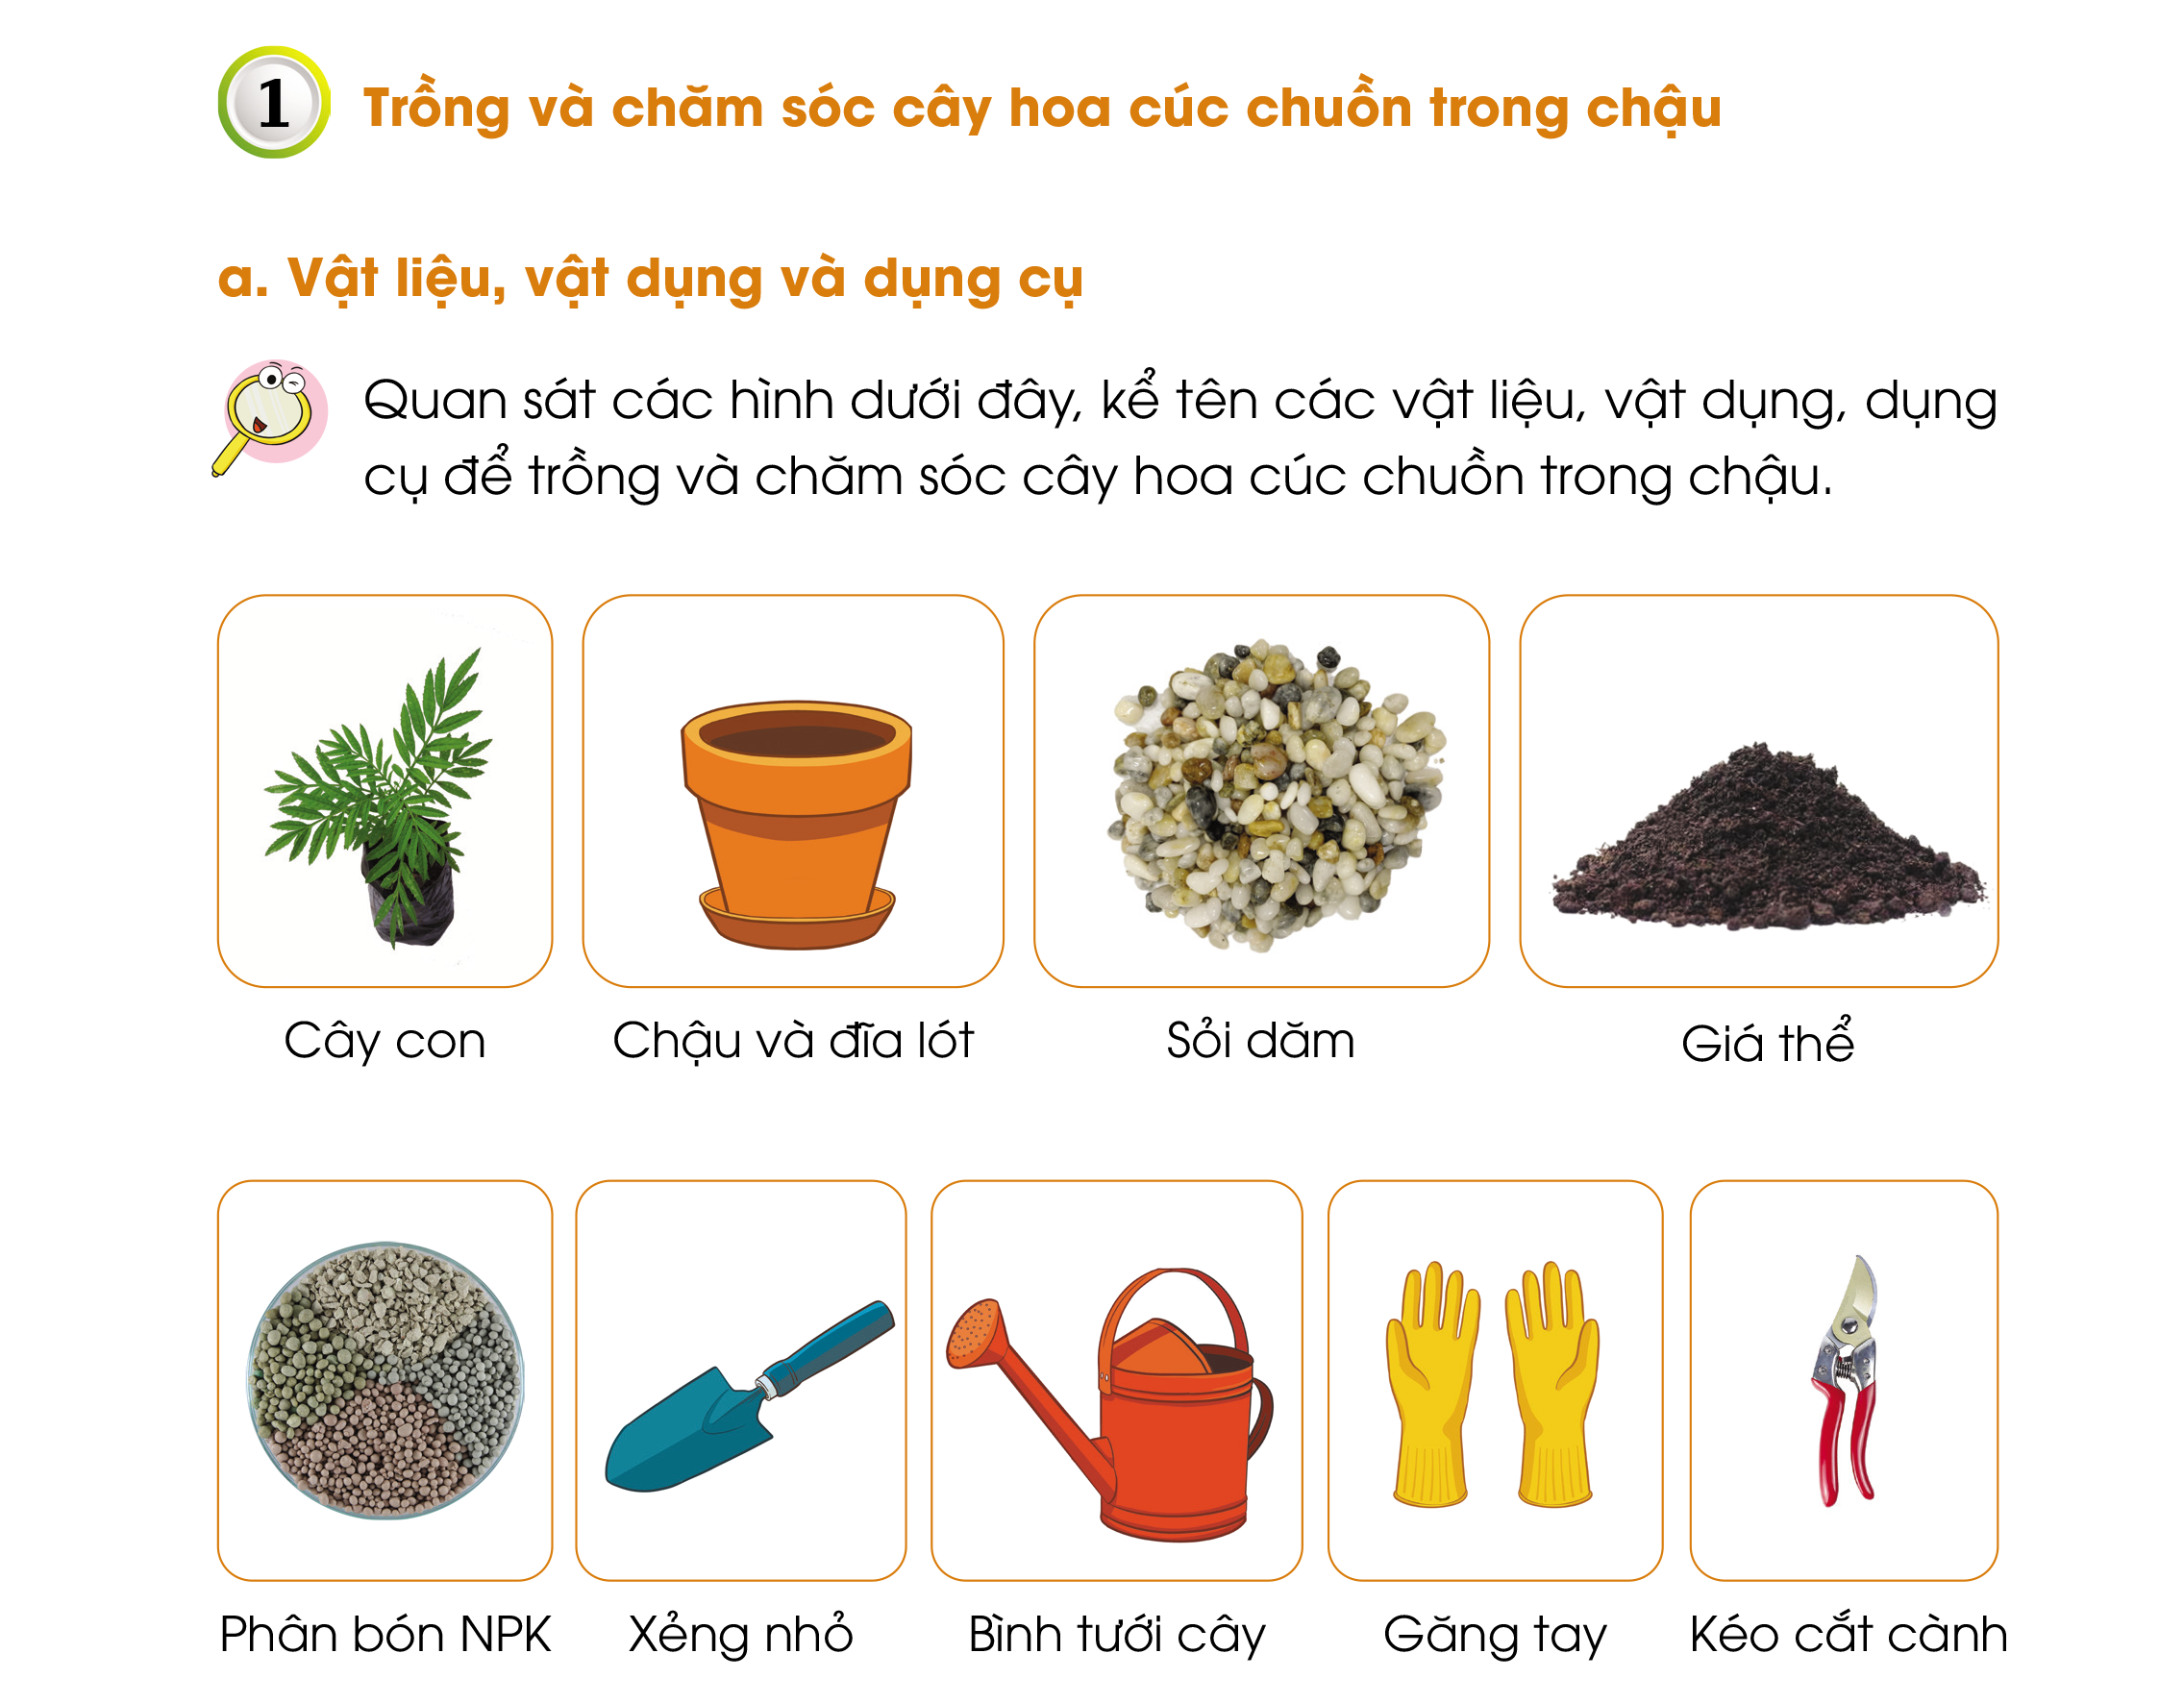 1 Trồng và chăm sóc cây hoa cúc chuồn trong chậu
a. Vật liệu, vật dụng và dụng cụ
Quan sát các hình dưới đây, kể tên các vật liệu, vật dụng, dụng
cụ để trồng và chăm sóc cây hoa cúc chuồn trong chậu.
Cây con Chậu và đĩa lót Sỏi dăm Giá thể
Phân bón NPK Xẻng nhỏ Bình tưới cây Găng tay Kéo cắt cành